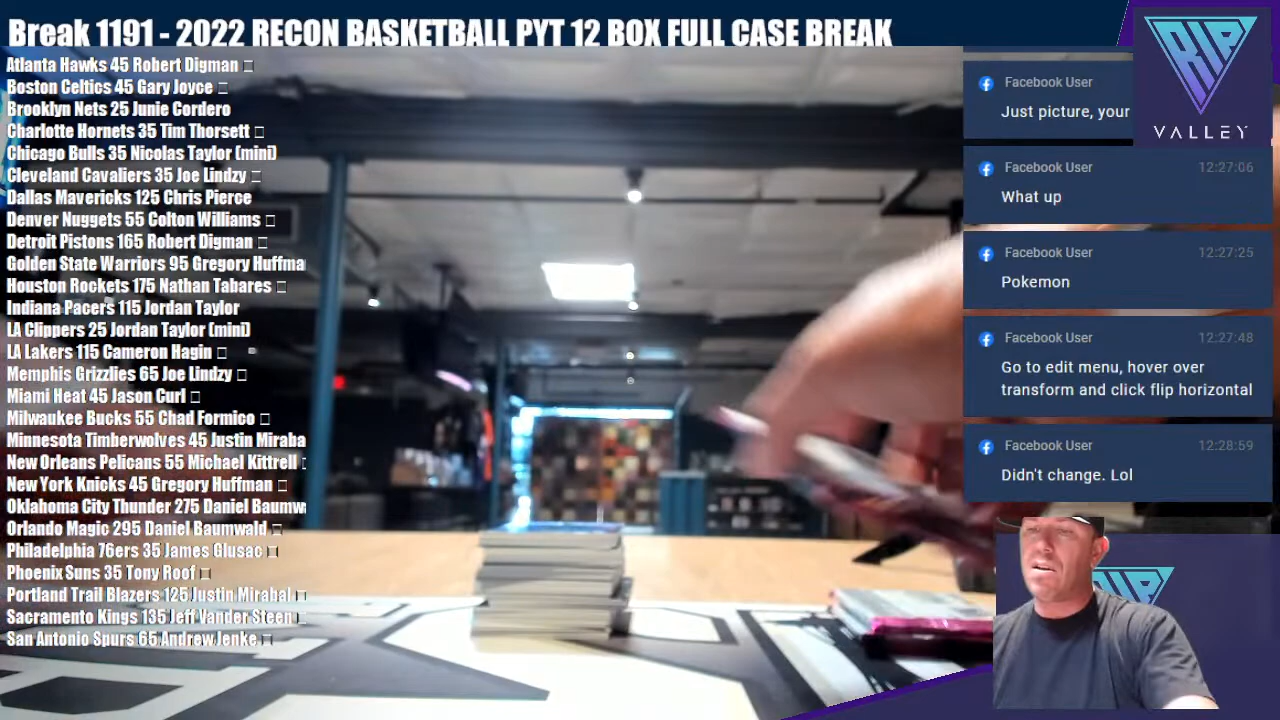 Break 1191 - 2022 RECON BASKETBALL PYT 12 BOX FULL CASE BREAK
Atlanta Hawks 45 Robert Digman
Boston Celtics 45 Gary Joyce
Brooklyn Nets 25 Junie Cordero
Charlotte Hornets 35 Tim Thorsett
Chicago Bulls 35 Nicolas Taylor (mini)
Cleveland Cavaliers 35 Joe Lindzy
Dallas Mavericks 125 Chris Pierce
Denver Nuggets 55 Colton Williams
Detroit Pistons 165 Robert Digman
Golden State Warriors 95 Gregory Huffma
Houston Rockets 175 Nathan Tabares
Indiana Pacers 115 Jordan Taylor
LA Clippers 25 Jordan Taylor (mini)
LA Lakers 115 Cameron Hagin
Memphis Grizzlies 65 Joe Lindzy
Miami Heat 45 Jason Curl
Milwaukee Bucks 55 Chad Formico
Minnesota Timberwolves 45 Justin Miraba
New Orleans Pelicans 55 Michael Kittrell
New York Knicks 45 Gregory Huffman
Oklahoma City Thunder 275 Daniel Baumw
Orlando Magic 295 Daniel Baumwald
Philadelphia 76ers 35 James Glusac
Phoenix Suns 35 Tony Roof
Portland Trail Blazers 125 Justin Mirabal
Sacramento Kings 135 Jeff Vander Steen
San Antonio Spurs 65 Andrew Jenke
RIP
VALLEY
Facebook User
Just picture, your
Facebook User 12:27:06
What up
Facebook User 12:27:25
Pokemon
Facebook User 12:27:48
Go to edit menu, hover over
transform and click flip horizontal
Facebook User 12:28:59
Didn't change. Lol
RIP